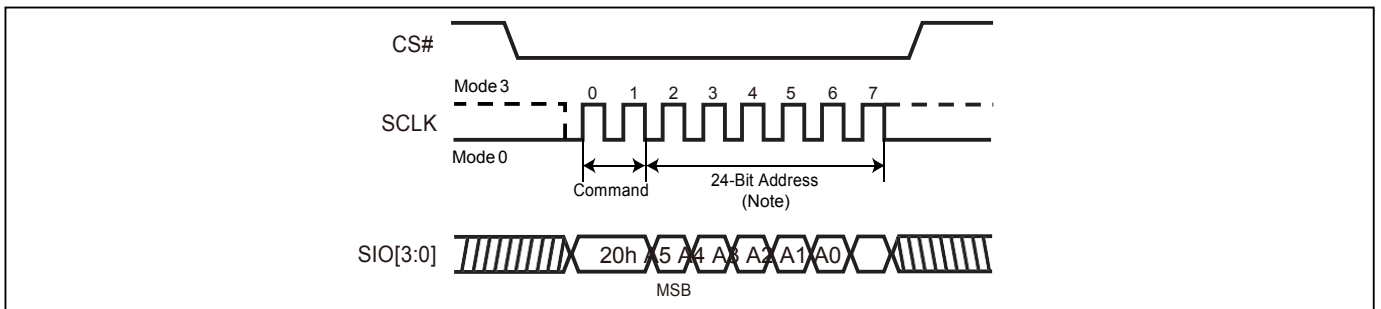 CS#
Mode 3
0 1 2 3 4 5 6 7
SCLK
Mode 0
Command
24-Bit Address
(Note)
SIO[3:0]
20h A5 A4 A3 A2 A1 A0
MSB